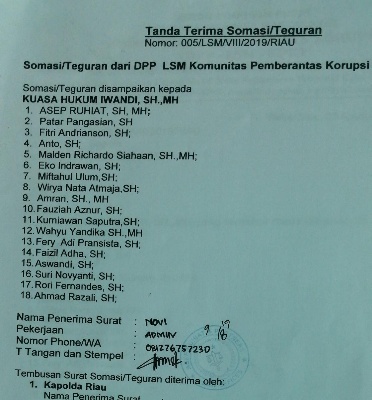 Tanda Terima Somasi/Teguran
Nomor: 005/LSM/VIII/2019/RIAU
Somasi/Teguran dari DPP LSM Komunitas Pemberantas Korupsi
Somasi/Teguran disampaikan kepada
KUASA HUKUM IWANDI, SH.,MH
1. ASEP RUHIAT, SH, MH;
2. Patar Pangasian, SH
3. Fitri Andrianson, SH;
4. Anto, SH;
5. Malden Richardo Siahaan, SH.,MH;
6. Eko Indrawan, SH;
7. Miftahul Ulum,SH;
8. Wirya Nata Atmaja,SH;
9. Amran, SH., MH
10. Fauziah Aznur, SH;
11. Kurniawan Saputra,SH;
12. Wahyu Yandika SH.,MH
13. Fery Adi Pransista, SH;
14. Faizil Adha, SH;
15. Aswandi, SH;
16. Suri Novyanti, SH;
17. Rori Fernandes, SH;
18. Ahmad Razali, SH;
Nama Penerima Surat : NOVI
Pekerjaan : ADMIN
Nomor Phone/WA : 081276757230
T Tangan dan Stempel :
Tembusan Surat Somasi/Teguran diterima oleh:
1. Kapolda Riau
Nama Penerima Surat